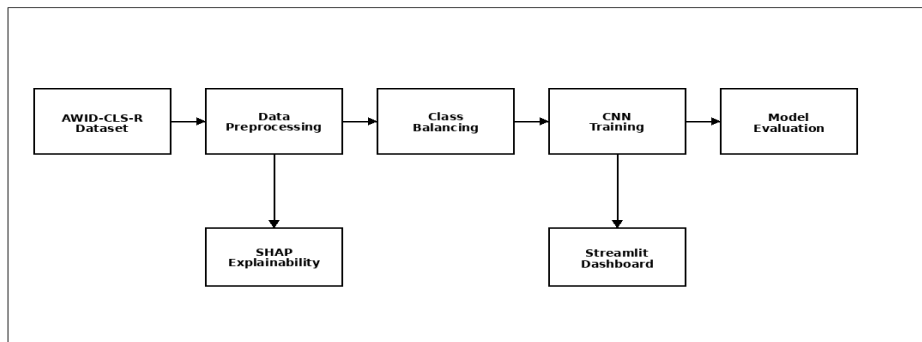 AWID-CLS-R
Dataset
Data
Preprocessing
Class
Balancing
CNN
Training
Model
Evaluation
SHAP
Explainability
Streamlit
Dashboard